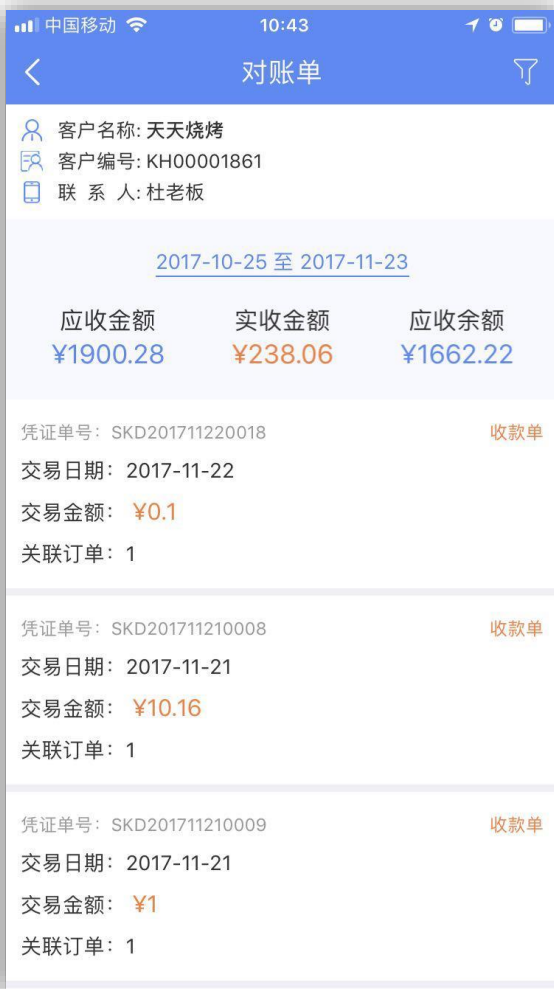 中国移动 10:43
对账单
客户名称: 天天烧烤
客户编号: KH00001861
联 系 人: 杜老板
2017-10-25 至 2017-11-23
应收金额 实收金额 应收余额
¥1900.28 ¥238.06 ¥1662.22
凭证单号: SKD201711220018 收款单
交易日期: 2017-11-22
交易金额: ¥0.1
关联订单: 1
凭证单号: SKD201711210008 收款单
交易日期: 2017-11-21
交易金额: ¥10.16
关联订单: 1
凭证单号: SKD201711210009 收款单
交易日期: 2017-11-21
交易金额: ¥1
关联订单: 1